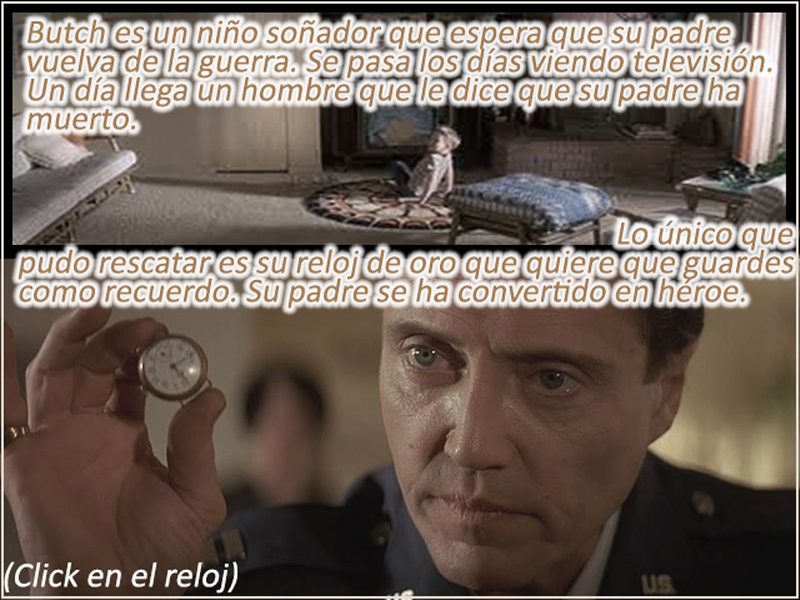 Butch es un niño soñador que espera que su padre
vuelva de la guerra. Se pasa los días viendo televisión.
Un día llega un hombre que le dice que su padre ha
muerto.
Lo único que
pudo rescatar es su reloj de oro que quiere que guardes
como recuerdo. Su padre se ha convertido en héroe.
U.S.
(Click en el reloj)